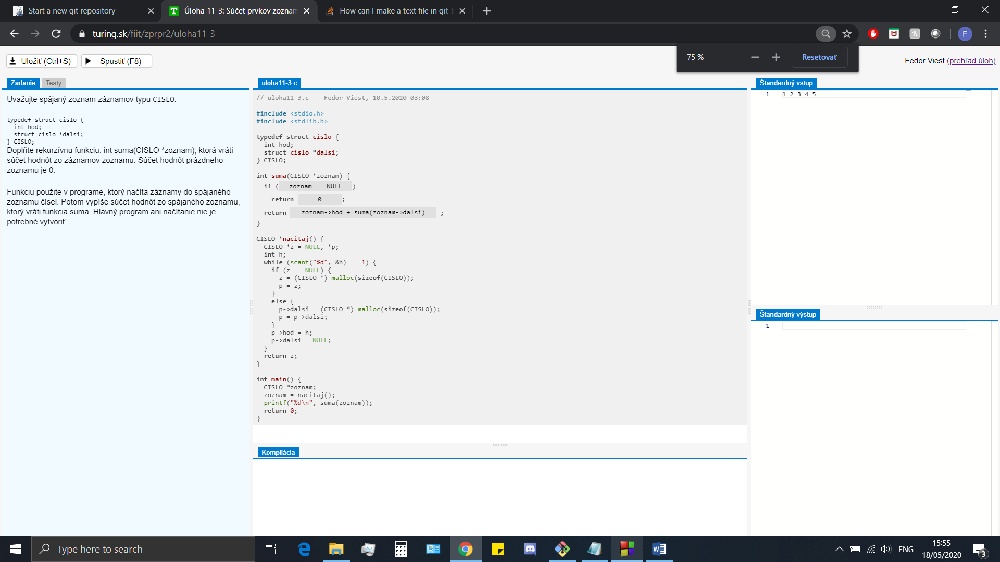 Start a new git repository
Úloha 11-3: Súčet prvkov zoznam
How can I make a text file in git-b
turing.sk/fiit/zprpr2/uloha11-3
F
75 %
Resetovať
Uložiť (Ctrl+S)
Spustiť (F8)
Fedor Viest (prehľad úloh)
Zadanie
Testy
Uvažujte spájaný zoznam záznamov typu CISLO:
typedef struct cislo {
int hod;
struct cislo *dalsi;
} CISLO;
Doplňte rekurzívnu funkciu: int suma(CISLO *zoznam), ktorá vráti
súčet hodnôt zo záznamov zoznamu. Súčet hodnôt prázdneho
zoznamu je 0.
Funkciu použite v programe, ktorý načíta záznamy do spájaného
zoznamu čísel. Potom vypíše súčet hodnôt zo spájaného zoznamu,
ktorý vráti funkcia suma. Hlavný program ani načítanie nie je
potrebné vytvoriť.
uloha11-3.c
// uloha11-3.c -- Fedor Viest, 10.5.2020 03:08
#include <stdio.h>
#include <stdlib.h>
typedef struct cislo {
int hod;
struct cislo *dalsi;
} CISLO;
int suma(CISLO *zoznam) {
if ( zoznam == NULL )
return 0 ;
return zoznam->hod + suma(zoznam->dalsi) ;
}
CISLO *nacitaj() {
CISLO *z = NULL, *p;
int h;
while (scanf("%d", &h) == 1) {
if (z == NULL) {
z = (CISLO *) malloc(sizeof(CISLO));
p = z;
}
else {
p->dalsi = (CISLO *) malloc(sizeof(CISLO));
p = p->dalsi;
}
p->hod = h;
p->dalsi = NULL;
}
return z;
}
int main() {
CISLO *zoznam;
zoznam = nacitaj();
printf("%d\n", suma(zoznam));
return 0;
}
Kompilácia
Štandardný vstup
1 1 2 3 4 5
Štandardný výstup
1
Type here to search
ENG
15:55
18/05/2020
3